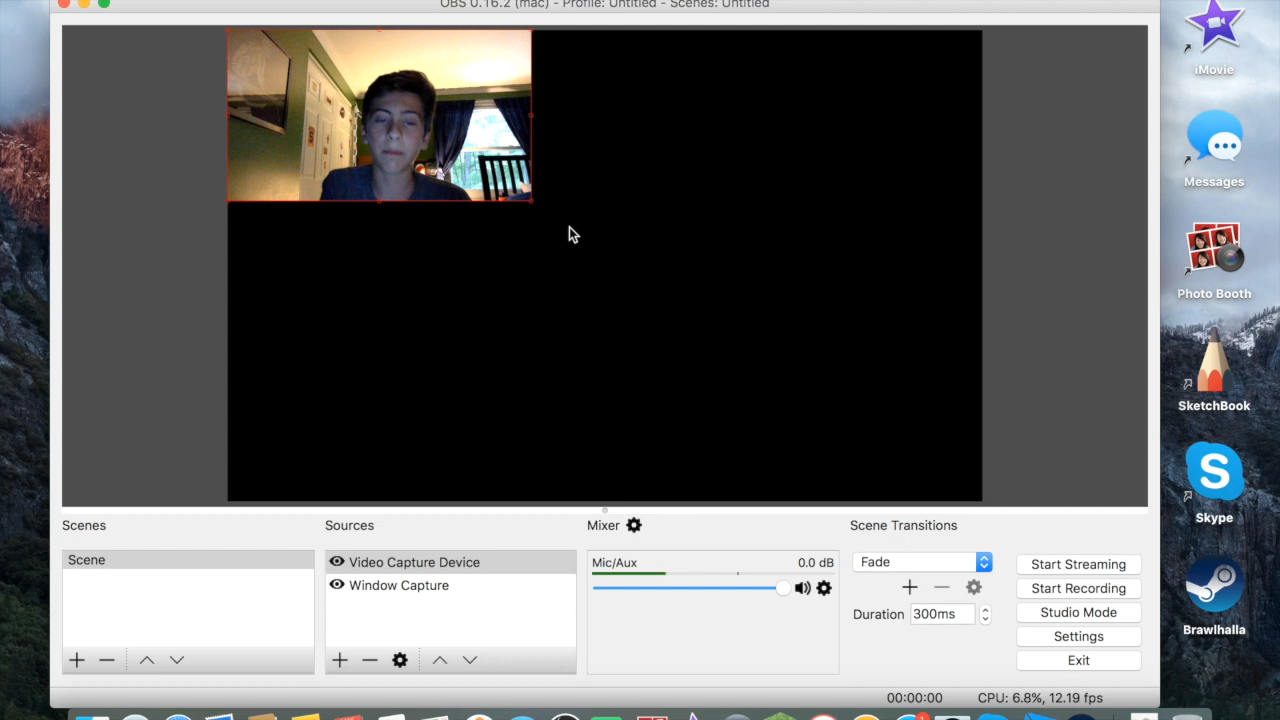 OBS 0.16.2 (mac) - Profile: Untitled - Scenes: Untitled
iMovie
Messages
Photo Booth
SketchBook
Skype
Brawlhalla
Scenes
Scene
Sources
Video Capture Device
Window Capture
Mixer
Mic/Aux 0.0 dB
Scene Transitions
Fade
Duration 300ms
Start Streaming
Start Recording
Studio Mode
Settings
Exit
00:00:00 CPU: 6.8%, 12.19 fps